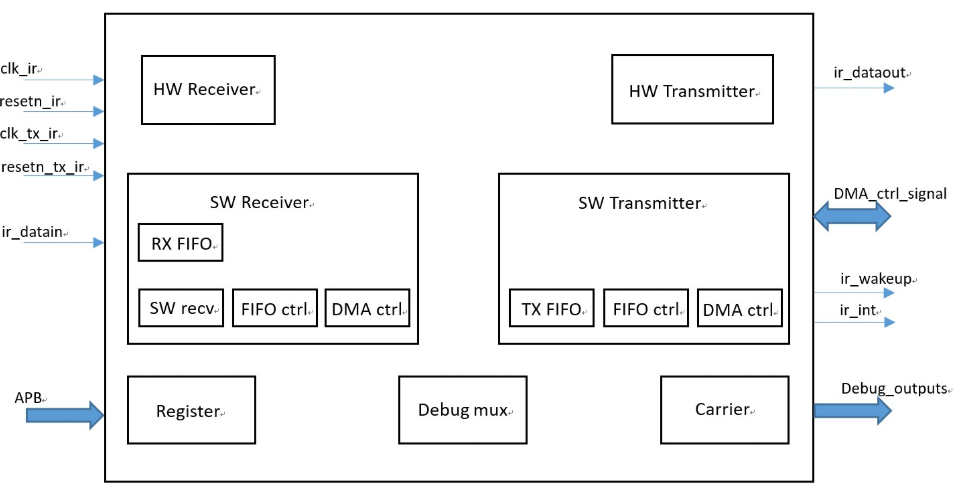 clk_ir
resetn_ir
clk_tx_ir
resetn_tx_ir
ir_datain
APB
HW Receiver
HW Transmitter
SW Receiver
RX FIFO
SW recv
FIFO ctrl
DMA ctrl
SW Transmitter
TX FIFO
FIFO ctrl
DMA ctrl
Register
Debug mux
Carrier
ir_dataout
DMA_ctrl_signal
ir_wakeup
ir_int
Debug_outputs